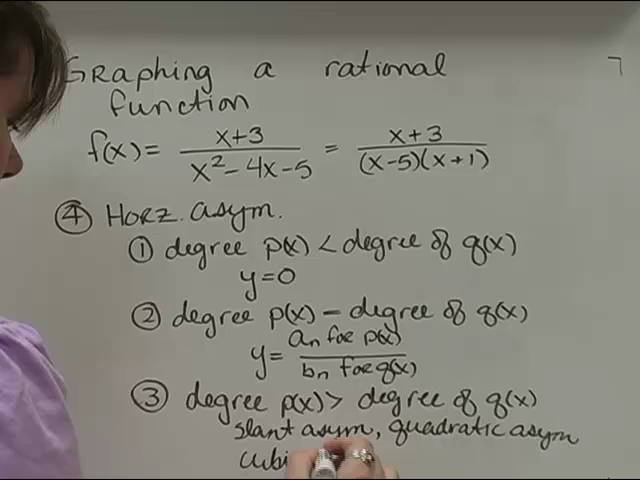 Graphing a rational
function
f(x) = x+3 / x² - 4x - 5 = x+3 / (x-5)(x+1)
④ Horz. asym.
① degree p(x) < degree of q(x)
y=0
② degree p(x) - degree of q(x)
y = an for p(x) / bn for q(x)
③ degree p(x) > degree of q(x)
slant asym, quadratic asym
cubi